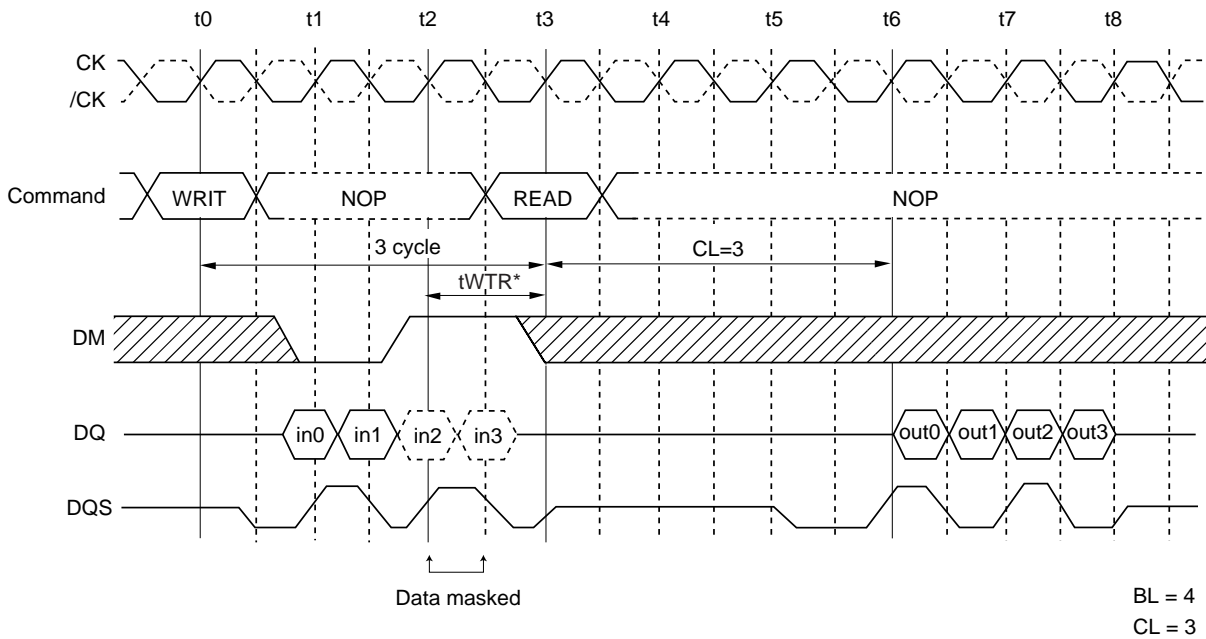 t0 t1 t2 t3 t4 t5 t6 t7 t8
CK
/CK
Command WRIT NOP READ NOP
3 cycle CL=3
tWTR*
DM
DQ in0 in1 in2 in3 out0 out1 out2 out3
DQS
Data masked
BL = 4
CL = 3